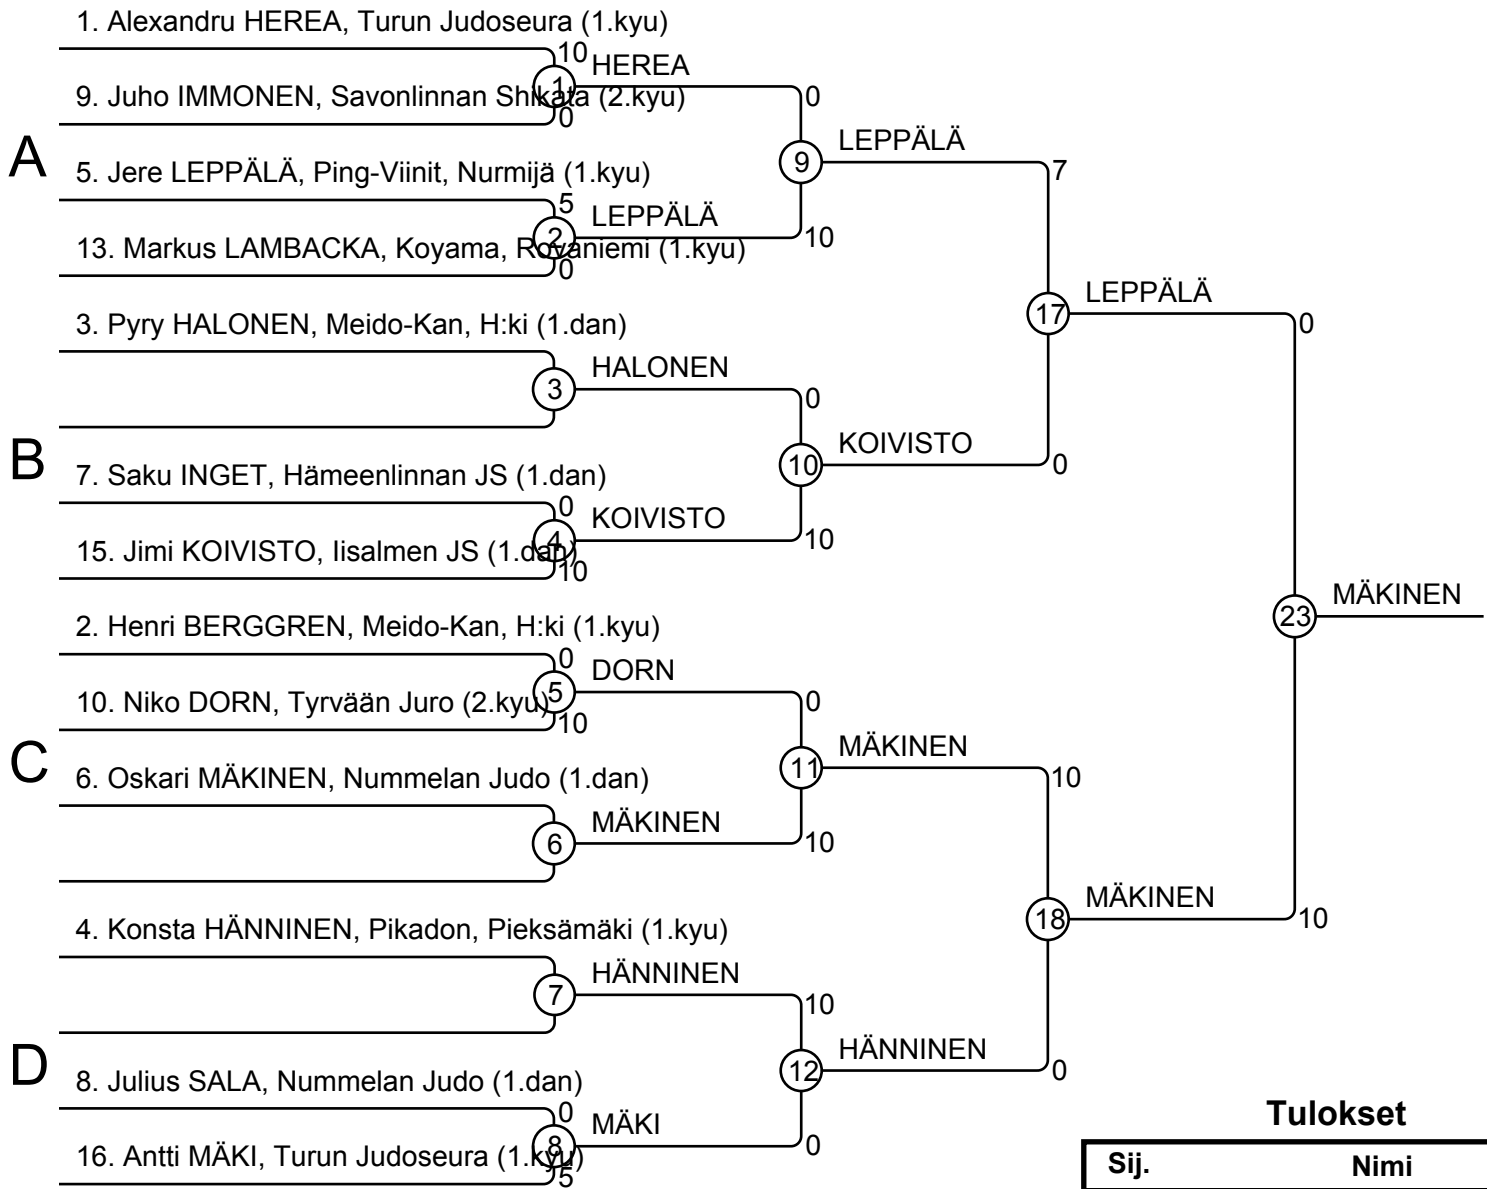 1. Alexandru HEREA, Turun Judoseura (1.kyu)
10
HEREA
1
9. Juho IMMONEN, Savonlinnan Shikata (2.kyu)
0
0
A
LEPPÄLÄ
9
7
5. Jere LEPPÄLÄ, Ping-Viinit, Nurmijä (1.kyu)
5
LEPPÄLÄ
2
10
13. Markus LAMBACKA, Koyama, Rovaniemi (1.kyu)
0
LEPPÄLÄ
17
0
3. Pyry HALONEN, Meido-Kan, H:ki (1.dan)
HALONEN
3
0
B
KOIVISTO
10
0
7. Saku INGET, Hämeenlinnan JS (1.dan)
0
KOIVISTO
4
10
15. Jimi KOIVISTO, Iisalmen JS (1.dan)
10
MÄKINEN
23
2. Henri BERGGREN, Meido-Kan, H:ki (1.kyu)
0
DORN
5
0
10. Niko DORN, Tyrvään Juro (2.kyu)
10
C
MÄKINEN
11
10
6. Oskari MÄKINEN, Nummelan Judo (1.dan)
MÄKINEN
6
10
MÄKINEN
18
10
4. Konsta HÄNNINEN, Pikadon, Pieksämäki (1.kyu)
HÄNNINEN
7
10
D
HÄNNINEN
12
0
8. Julius SALA, Nummelan Judo (1.dan)
0
MÄKI
8
0
16. Antti MÄKI, Turun Judoseura (1.kyu)
5
Tulokset
Sij. Nimi